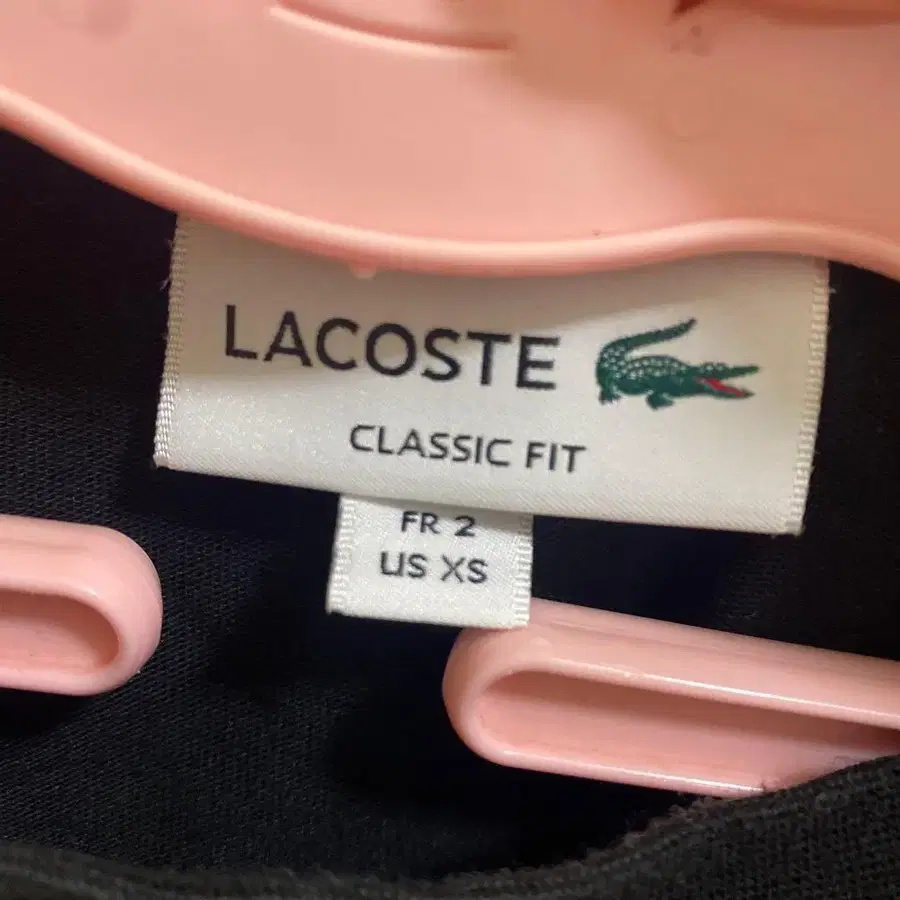 LACOSTE
CLASSIC FIT
FR 2
US XS